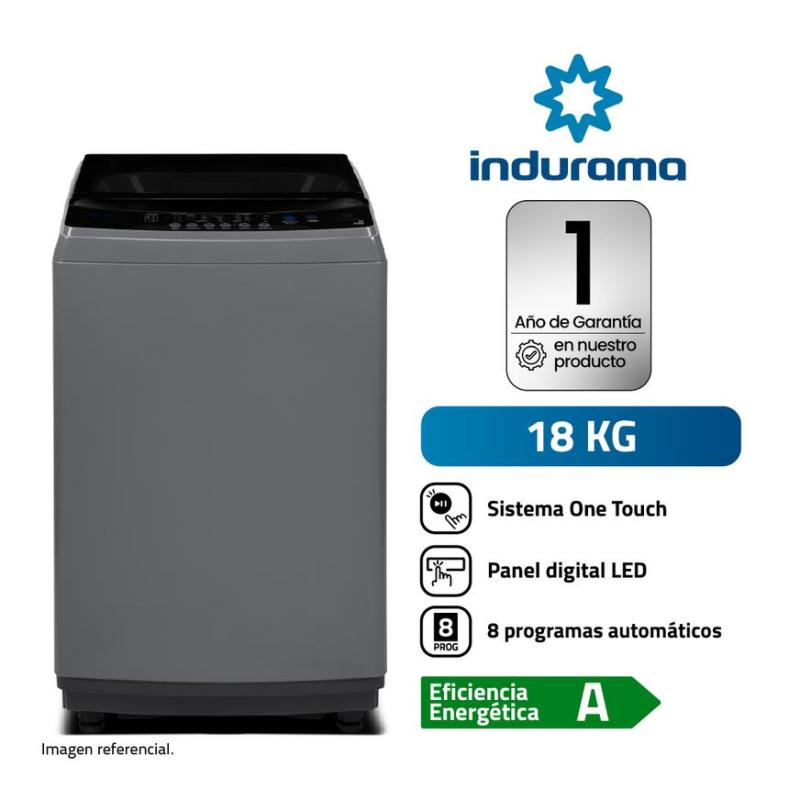 indurama
1
Año de Garantía
en nuestro
producto
18 KG
Sistema One Touch
Panel digital LED
8
PROG
8 programas automáticos
Eficiencia
Energética
A
Imagen referencial.